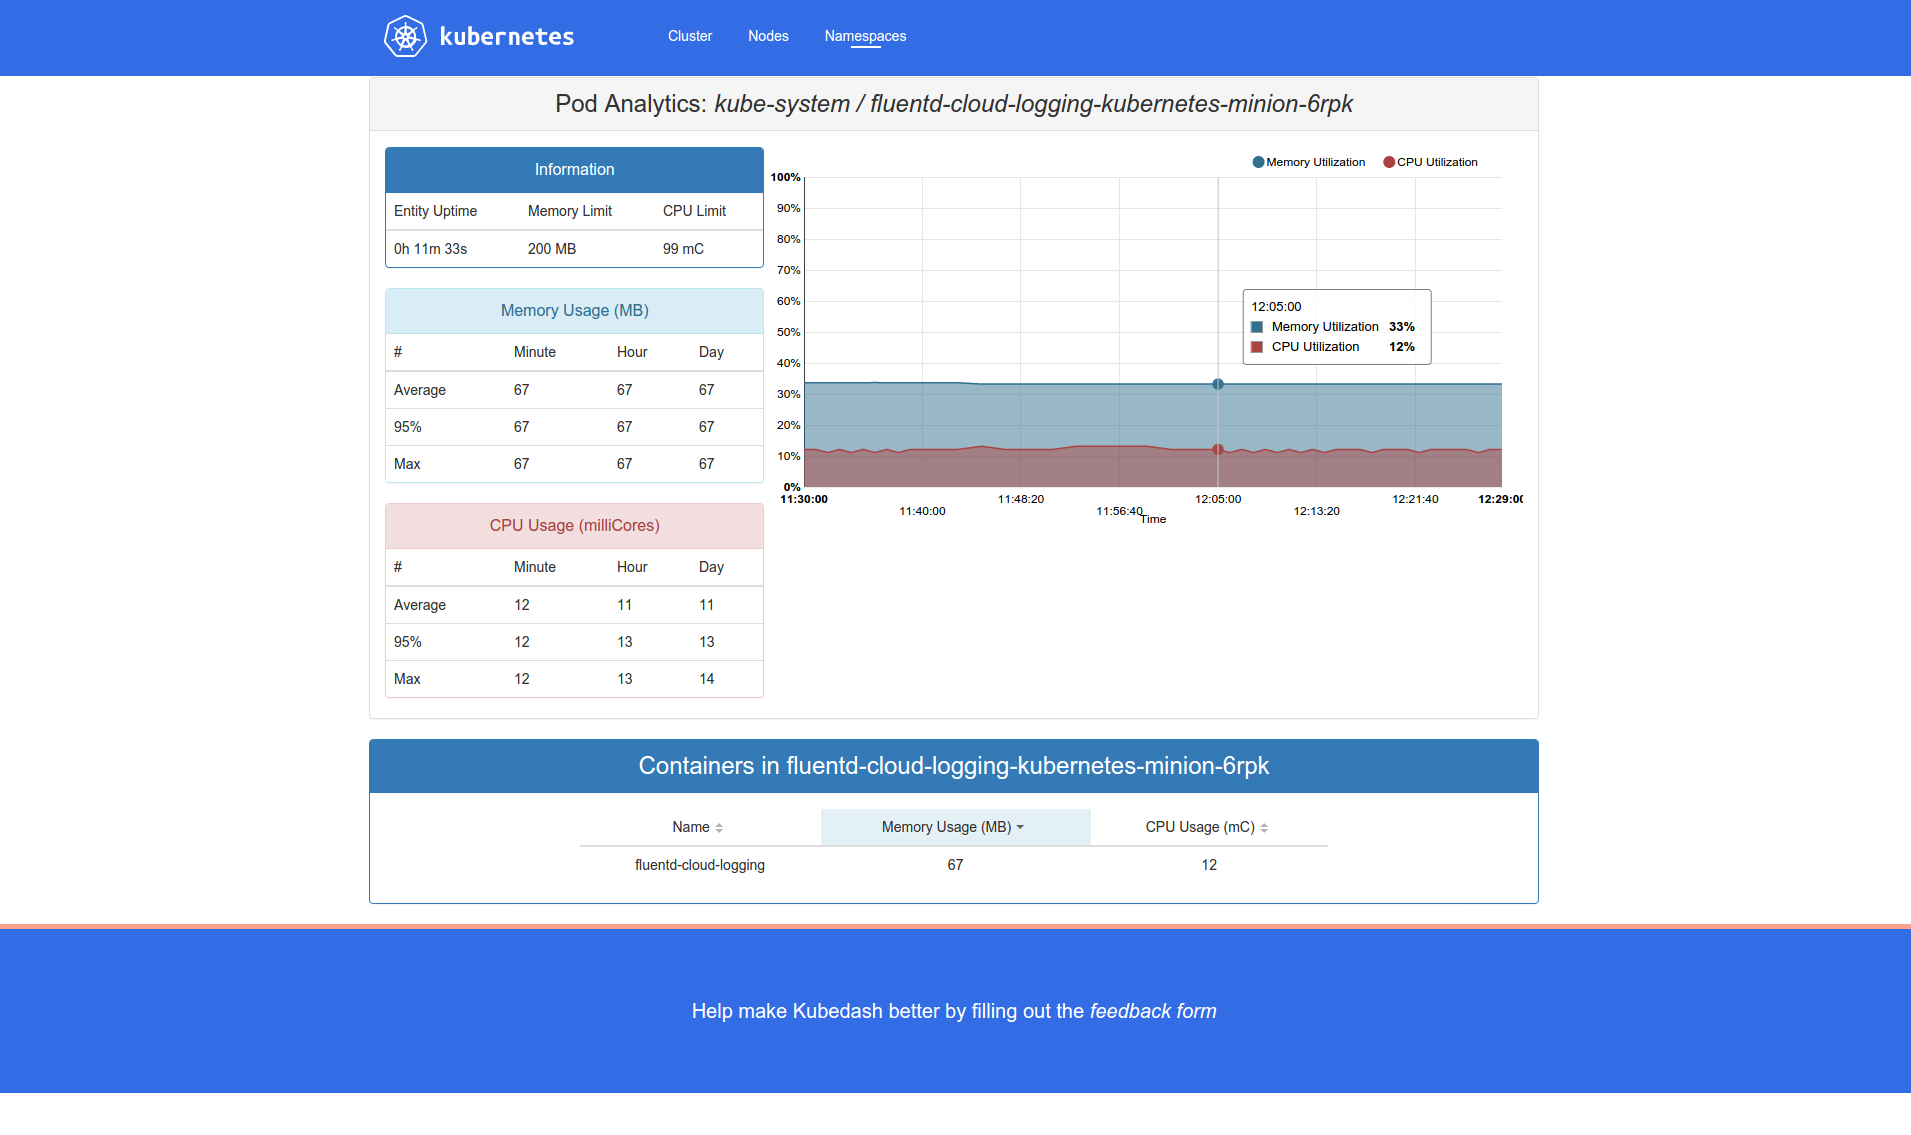 kubernetes
Cluster Nodes Namespaces
Pod Analytics: kube-system / fluentd-cloud-logging-kubernetes-minion-6rpk
Information
Entity Uptime Memory Limit CPU Limit
0h 11m 33s 200 MB 99 mC
Memory Usage (MB)
# Minute Hour Day
Average 67 67 67
95% 67 67 67
Max 67 67 67
CPU Usage (milliCores)
# Minute Hour Day
Average 12 11 11
95% 12 13 13
Max 12 13 14
Memory Utilization CPU Utilization
100%
90%
80%
70%
60%
50%
40%
30%
20%
10%
0%
12:05:00
Memory Utilization 33%
CPU Utilization 12%
11:30:00 11:48:20 12:05:00 12:21:40 12:29:00
11:40:00 11:56:40 12:13:20
Time
Containers in fluentd-cloud-logging-kubernetes-minion-6rpk
Name Memory Usage (MB) CPU Usage (mC)
fluentd-cloud-logging 67 12
Help make Kubedash better by filling out the feedback form